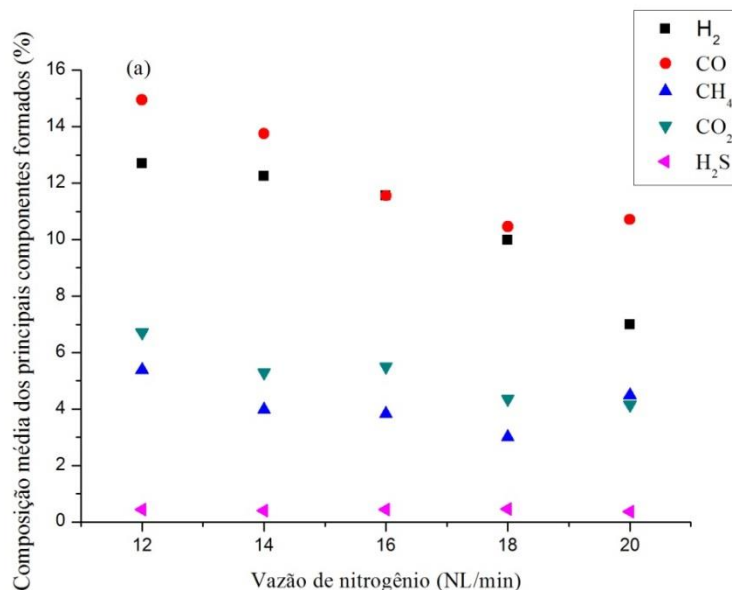 H₂
CO
CH₄
CO₂
H₂S
(a)
Composição média dos principais componentes formados (%)
16
14
12
10
8
6
4
2
0
12
14
16
18
20
Vazão de nitrogênio (NL/min)